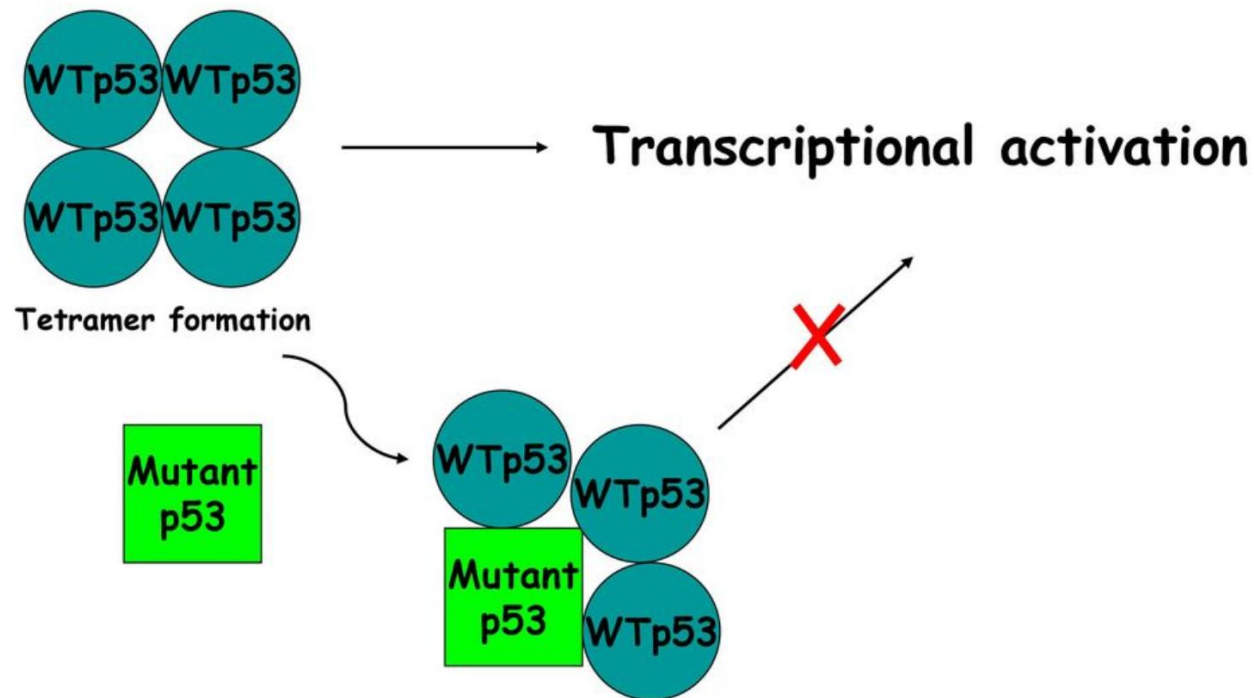 WTp53 WTp53
Transcriptional activation
WTp53 WTp53
Tetramer formation
Mutant
p53
WTp53
WTp53
Mutant
p53
WTp53